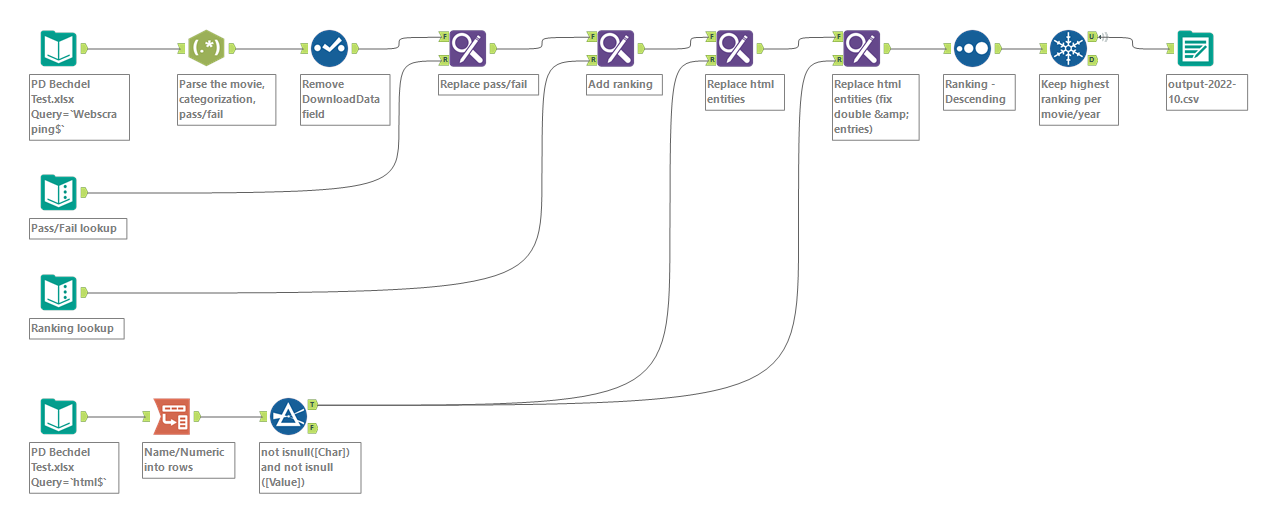 F
R
F
R
F
R
F
R
U
D
(.*)
PD Bechdel
Test.xlsx
Query=`Webscra
ping$`
Parse the movie,
categorization,
pass/fail
Remove
DownloadData
field
Replace pass/fail
Add ranking
Replace html
entities
Replace html
entities (fix
double &amp;
entries)
Ranking -
Descending
Keep highest
ranking per
movie/year
output-2022-
10.csv
Pass/Fail lookup
Ranking lookup
T
F
PD Bechdel
Test.xlsx
Query=`html$`
Name/Numeric
into rows
not isnull([Char])
and not isnull
([Value])